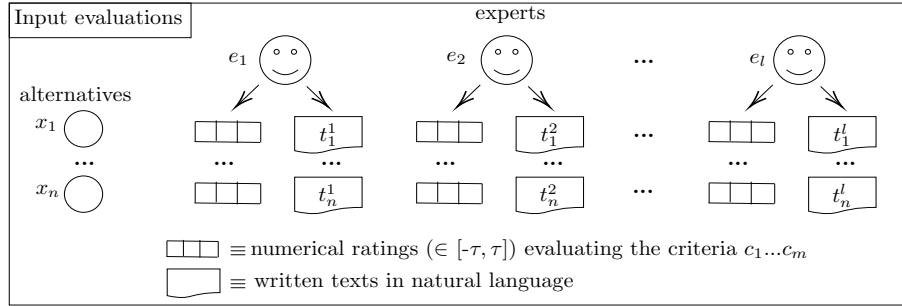 Input evaluations
experts
e₁ e₂ ... eₗ
alternatives
x₁ t₁¹ t₁² ... t₁ˡ
... ... ... ... ... ... ...
xₙ tₙ¹ tₙ² ... tₙˡ
≡ numerical ratings (∈ [-τ, τ]) evaluating the criteria c₁...cₘ
≡ written texts in natural language